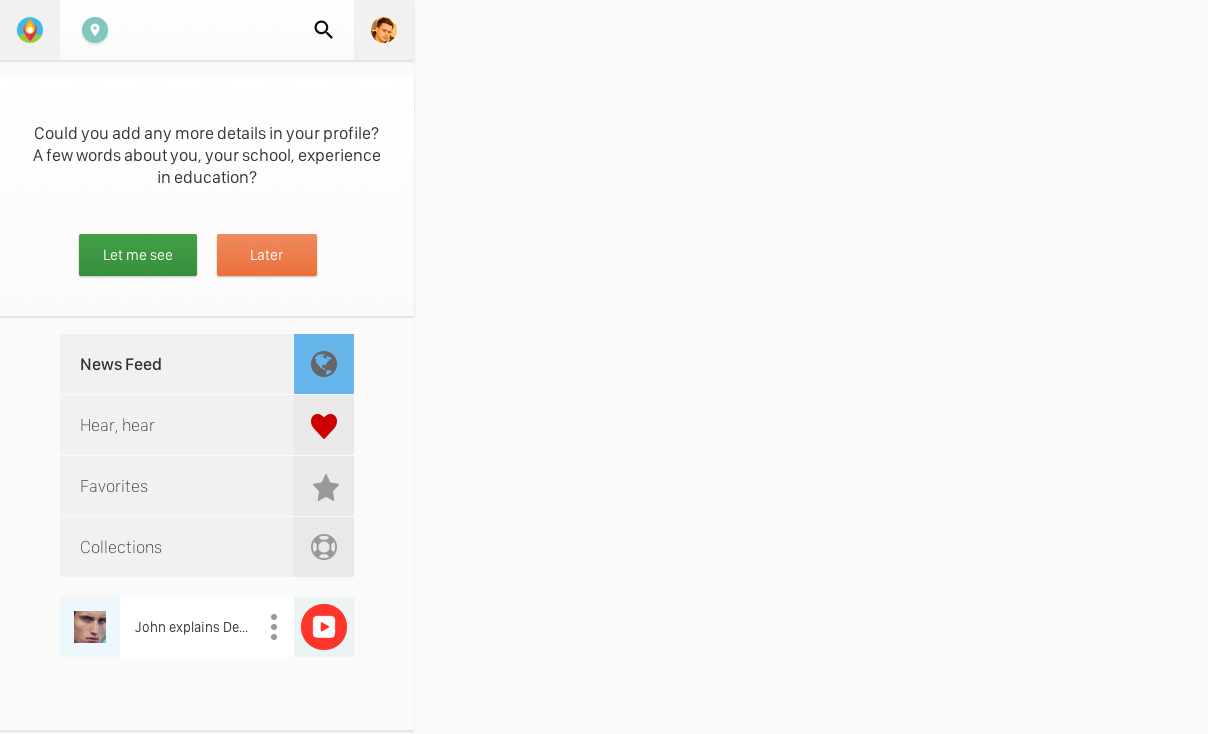 Could you add any more details in your profile?
A few words about you, your school, experience
in education?
Let me see
Later
News Feed
Hear, hear
Favorites
Collections
John explains De...